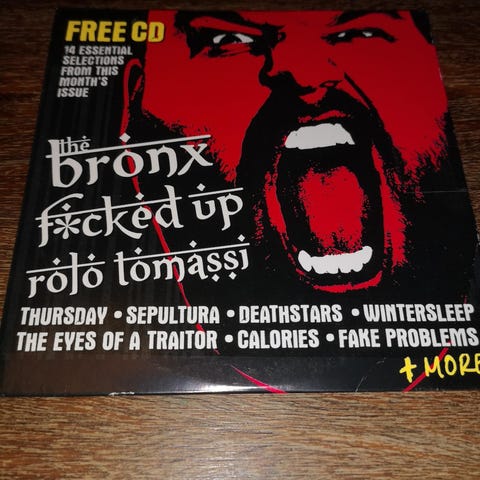 FREE CD
14 ESSENTIAL
SELECTIONS
FROM THIS
MONTH'S
ISSUE
the
bronx
f*cked up
rolo tomassi
THURSDAY • SEPULTURA • DEATHSTARS • WINTERSLEEP
THE EYES OF A TRAITOR • CALORIES • FAKE PROBLEMS
+ MORE